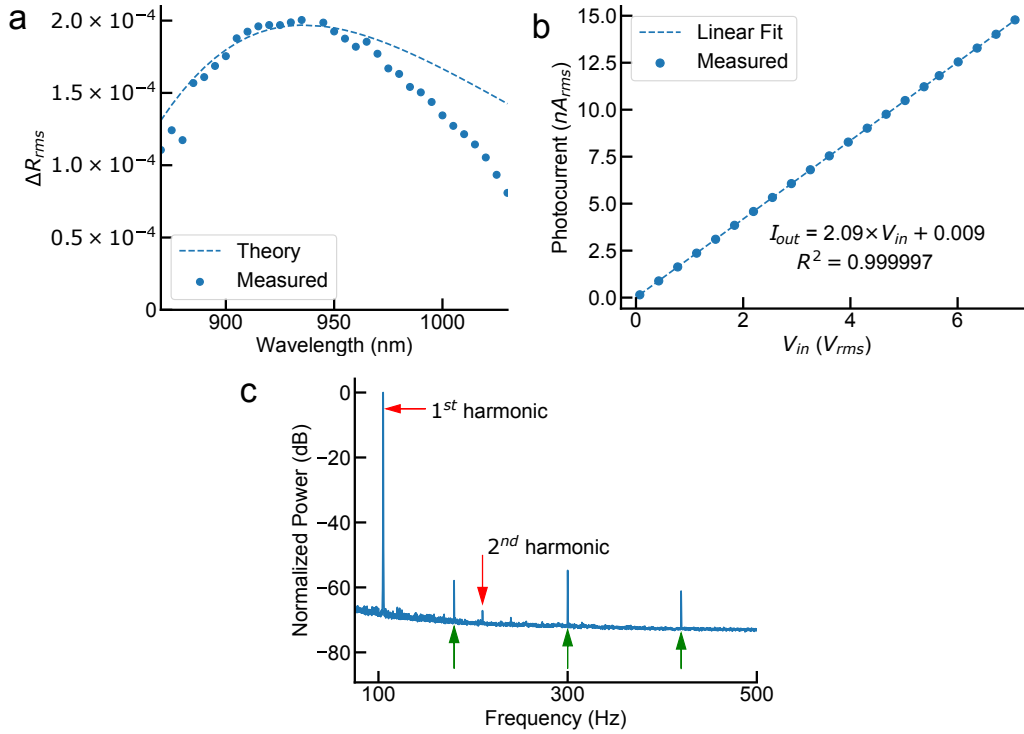 a
2.0 × 10⁻⁴
1.5 × 10⁻⁴
1.0 × 10⁻⁴
0.5 × 10⁻⁴
0
ΔR_rms
Theory
Measured
900
950
1000
Wavelength (nm)
b
15.0
12.5
10.0
7.5
5.0
2.5
0.0
Photocurrent (nA_rms)
Linear Fit
Measured
I_out = 2.09×V_in + 0.009
R² = 0.999997
0
2
4
6
V_in (V_rms)
c
0
−20
−40
−60
−80
Normalized Power (dB)
1ˢᵗ harmonic
2ⁿᵈ harmonic
100
300
500
Frequency (Hz)